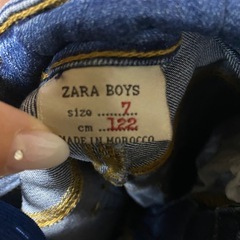 ZARA BOYS
size 7
cm 122
MADE IN MOROCCO